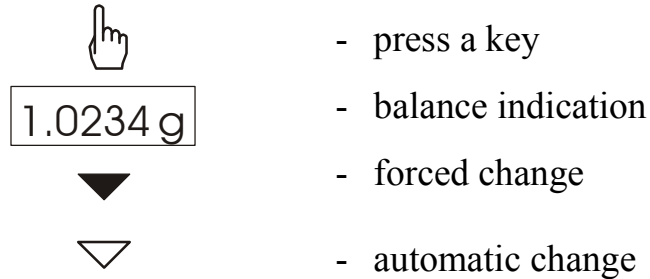 - press a key
1.0234 g - balance indication
- forced change
- automatic change